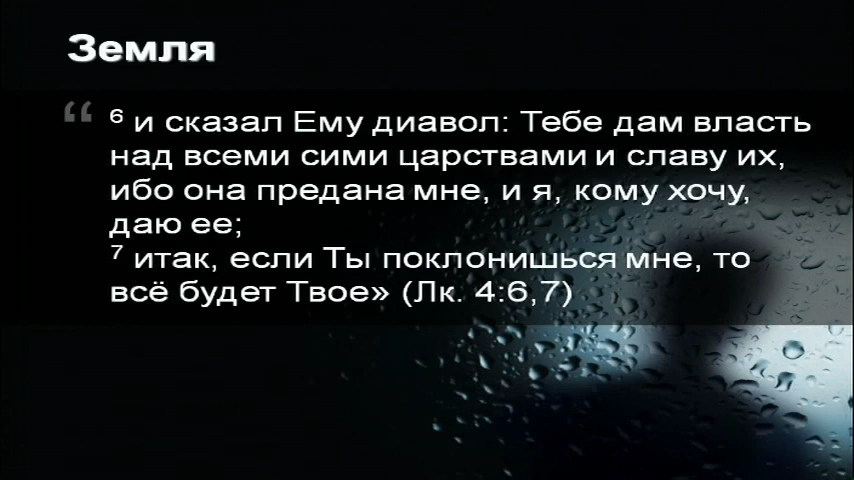 Земля
“ ⁶ и сказал Ему диавол: Тебе дам власть
над всеми сими царствами и славу их,
ибо она предана мне, и я, кому хочу,
даю ее;
⁷ итак, если Ты поклонишься мне, то
всё будет Твое» (Лк. 4:6,7)